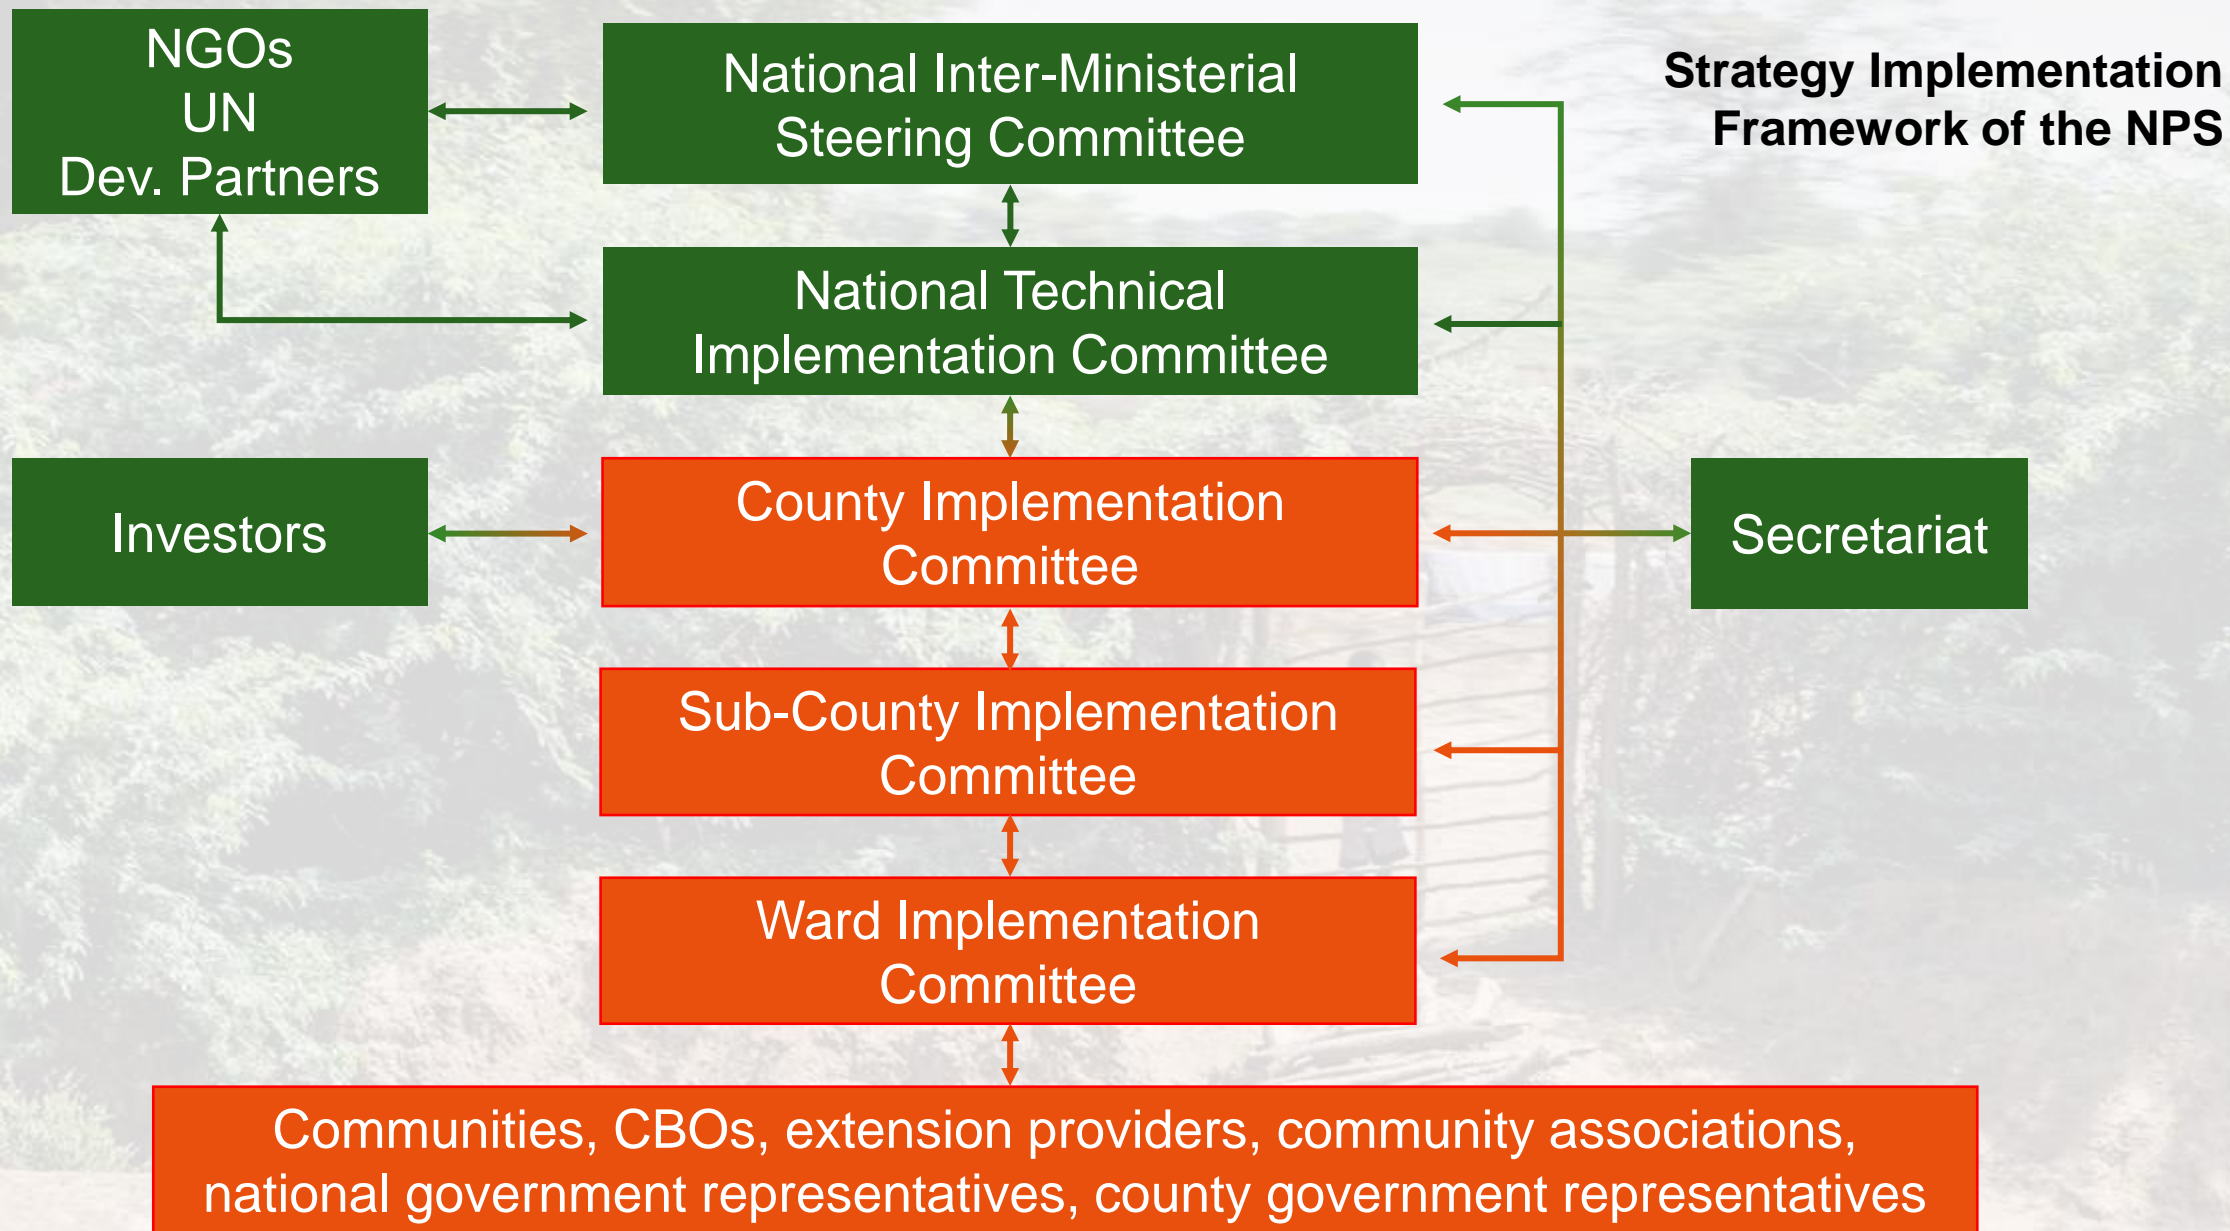 NGOs
UN
Dev. Partners
National Inter-Ministerial
Steering Committee
Strategy Implementation
Framework of the NPS
National Technical
Implementation Committee
Investors
County Implementation
Committee
Secretariat
Sub-County Implementation
Committee
Ward Implementation
Committee
Communities, CBOs, extension providers, community associations,
national government representatives, county government representatives